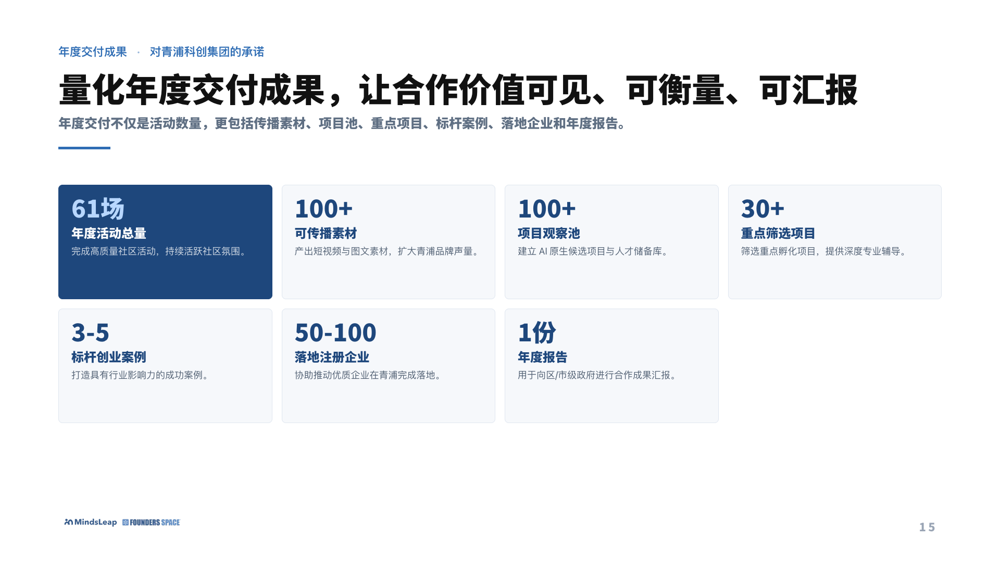 年度交付成果 · 对青浦科创集团的承诺
量化年度交付成果，让合作价值可见、可衡量、可汇报
年度交付不仅是活动数量，更包括传播素材、项目池、重点项目、标杆案例、落地企业和年度报告。
61场
年度活动总量
完成高质量社区活动，持续活跃社区氛围。
100+
可传播素材
产出短视频与图文素材，扩大青浦品牌声量。
100+
项目观察池
建立 AI 原生候选项目与人才储备库。
30+
重点筛选项目
筛选重点孵化项目，提供深度专业辅导。
3-5
标杆创业案例
打造具有行业影响力的成功案例。
50-100
落地注册企业
协助推动优质企业在青浦完成落地。
1份
年度报告
用于向区/市级政府进行合作成果汇报。
MindsLeap FOUNDERS SPACE
15